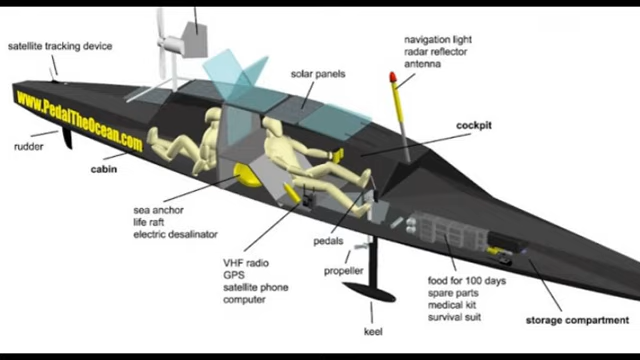 satellite tracking device
navigation light
radar reflector
antenna
solar panels
www.PedalTheOcean.com
cockpit
rudder
cabin
sea anchor
life raft
electric desalinator
pedals
VHF radio
GPS
satellite phone
computer
propeller
food for 100 days
spare parts
medical kit
survival suit
storage compartment
keel